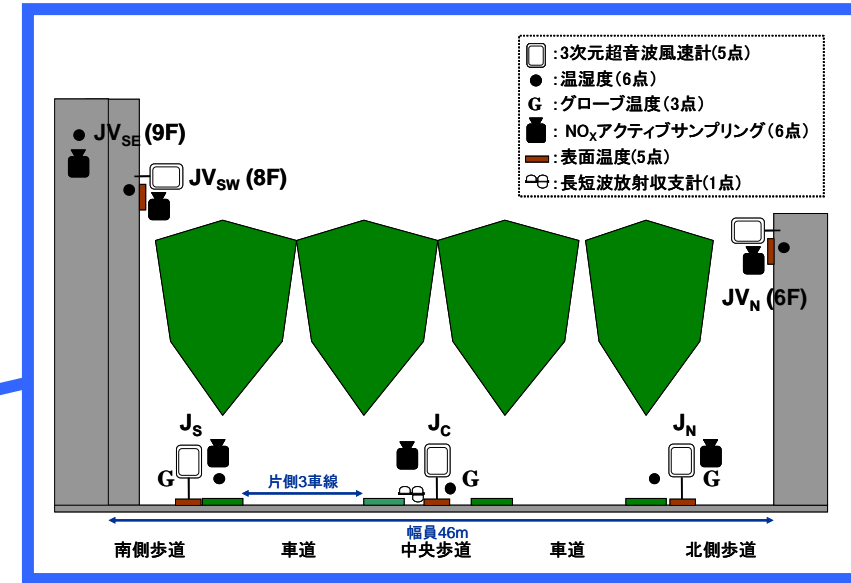 :3次元超音波風速計(5点)
:温湿度(6点)
G :グローブ温度(3点)
: NOXアクティブサンプリング(6点)
:表面温度(5点)
:長短波放射収支計(1点)
JVSE (9F)
JVSW (8F)
JVN (6F)
JS
JC
JN
G
G
G
片側3車線
幅員46m
南側歩道
車道
中央歩道
車道
北側歩道